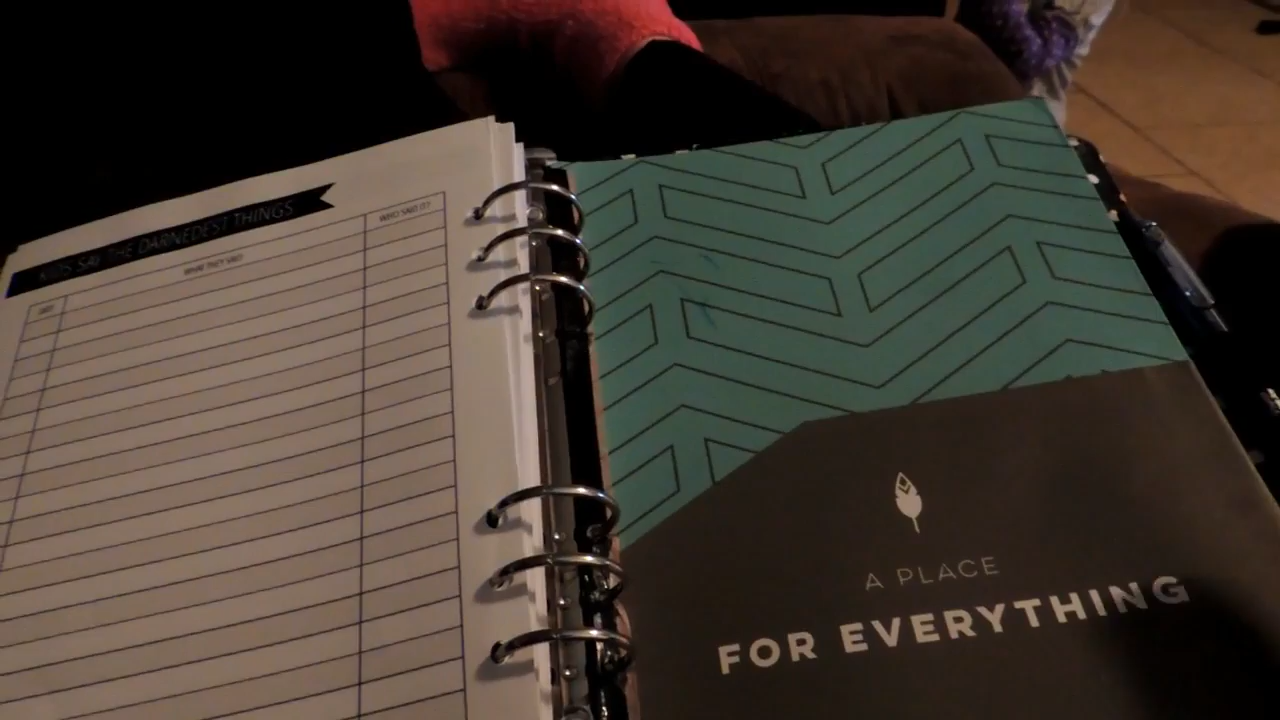 KIDS SAY THE DARNEDEST THINGS
WHAT THEY SAID
WHO SAID IT?
A PLACE
FOR EVERYTHING